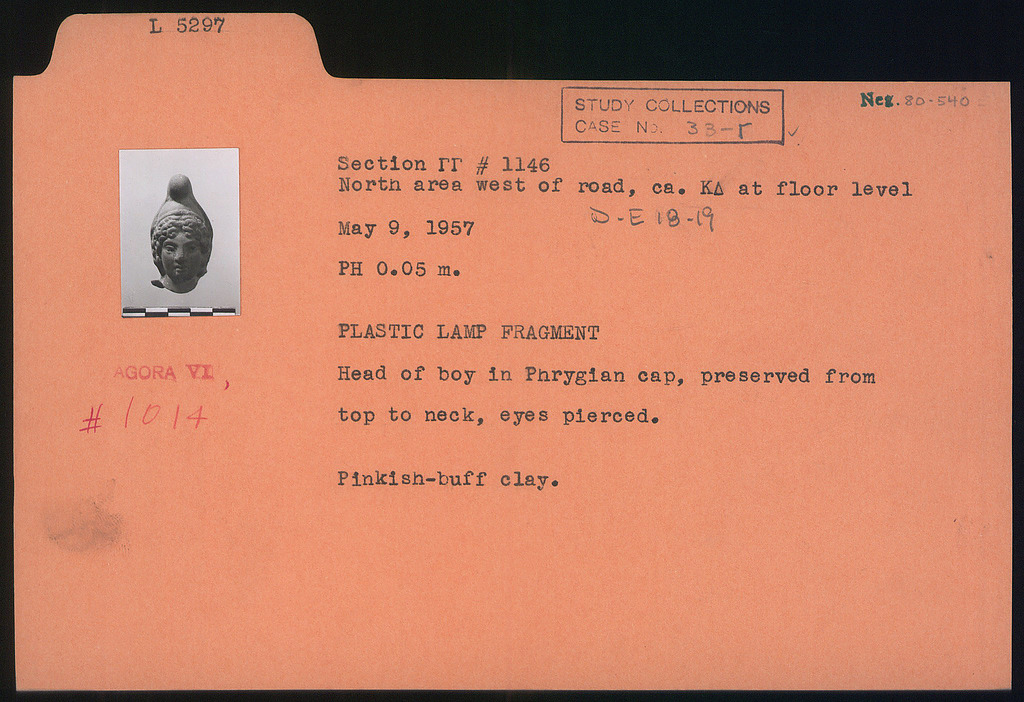 L 5297
STUDY COLLECTIONS
CASE NO. 33-Γ ✓
Neg. 80-540
Section ΓΓ # 1146
North area west of road, ca. ΚΔ at floor level
D-E 18-19
May 9, 1957
PH 0.05 m.
PLASTIC LAMP FRAGMENT
Head of boy in Phrygian cap, preserved from
top to neck, eyes pierced.
Pinkish-buff clay.
AGORA VI,
# 1014